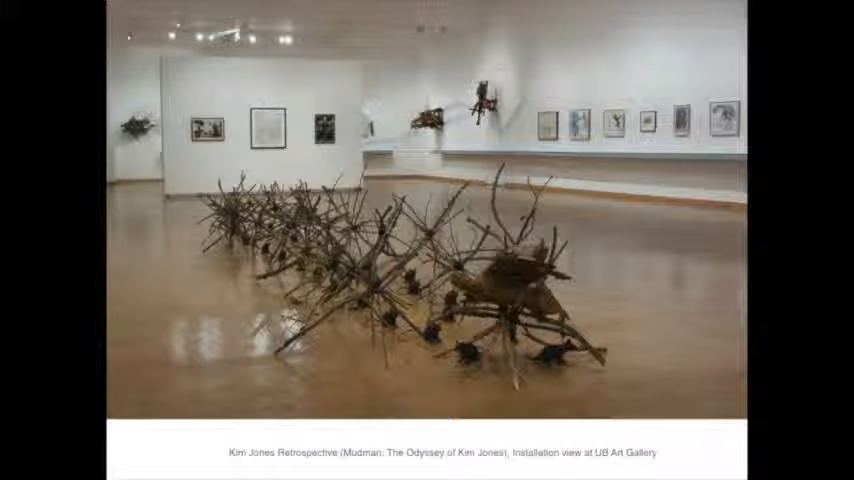 Kim Jones Retrospective (Mudman: The Odyssey of Kim Jones), Installation view at UB Art Gallery